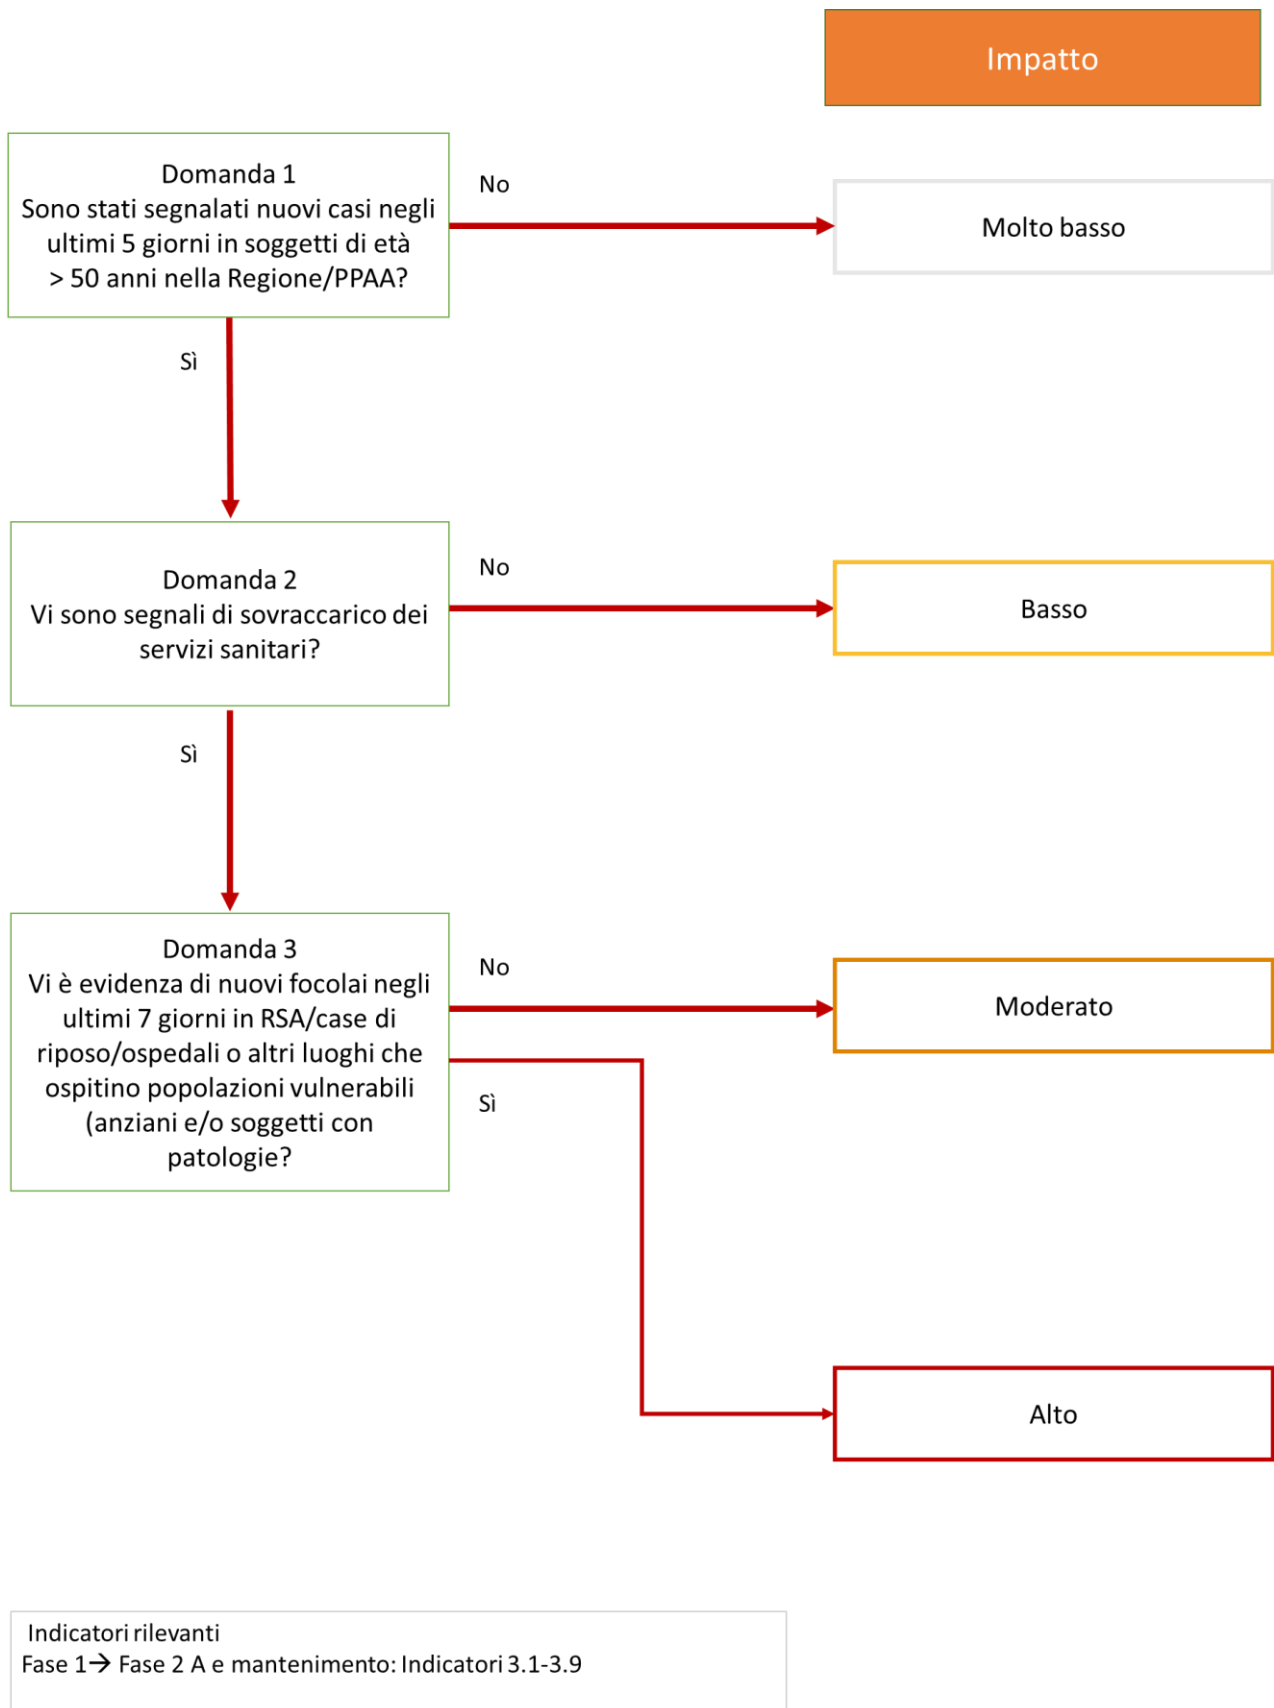 Impatto
Domanda 1
Sono stati segnalati nuovi casi negli
ultimi 5 giorni in soggetti di età
> 50 anni nella Regione/PPAA?
No
Molto basso
Sì
Domanda 2
Vi sono segnali di sovraccarico dei
servizi sanitari?
No
Basso
Sì
Domanda 3
Vi è evidenza di nuovi focolai negli
ultimi 7 giorni in RSA/case di
riposo/ospedali o altri luoghi che
ospitino popolazioni vulnerabili
(anziani e/o soggetti con
patologie?
No
Moderato
Sì
Alto
Indicatori rilevanti
Fase 1→ Fase 2 A e mantenimento: Indicatori 3.1-3.9